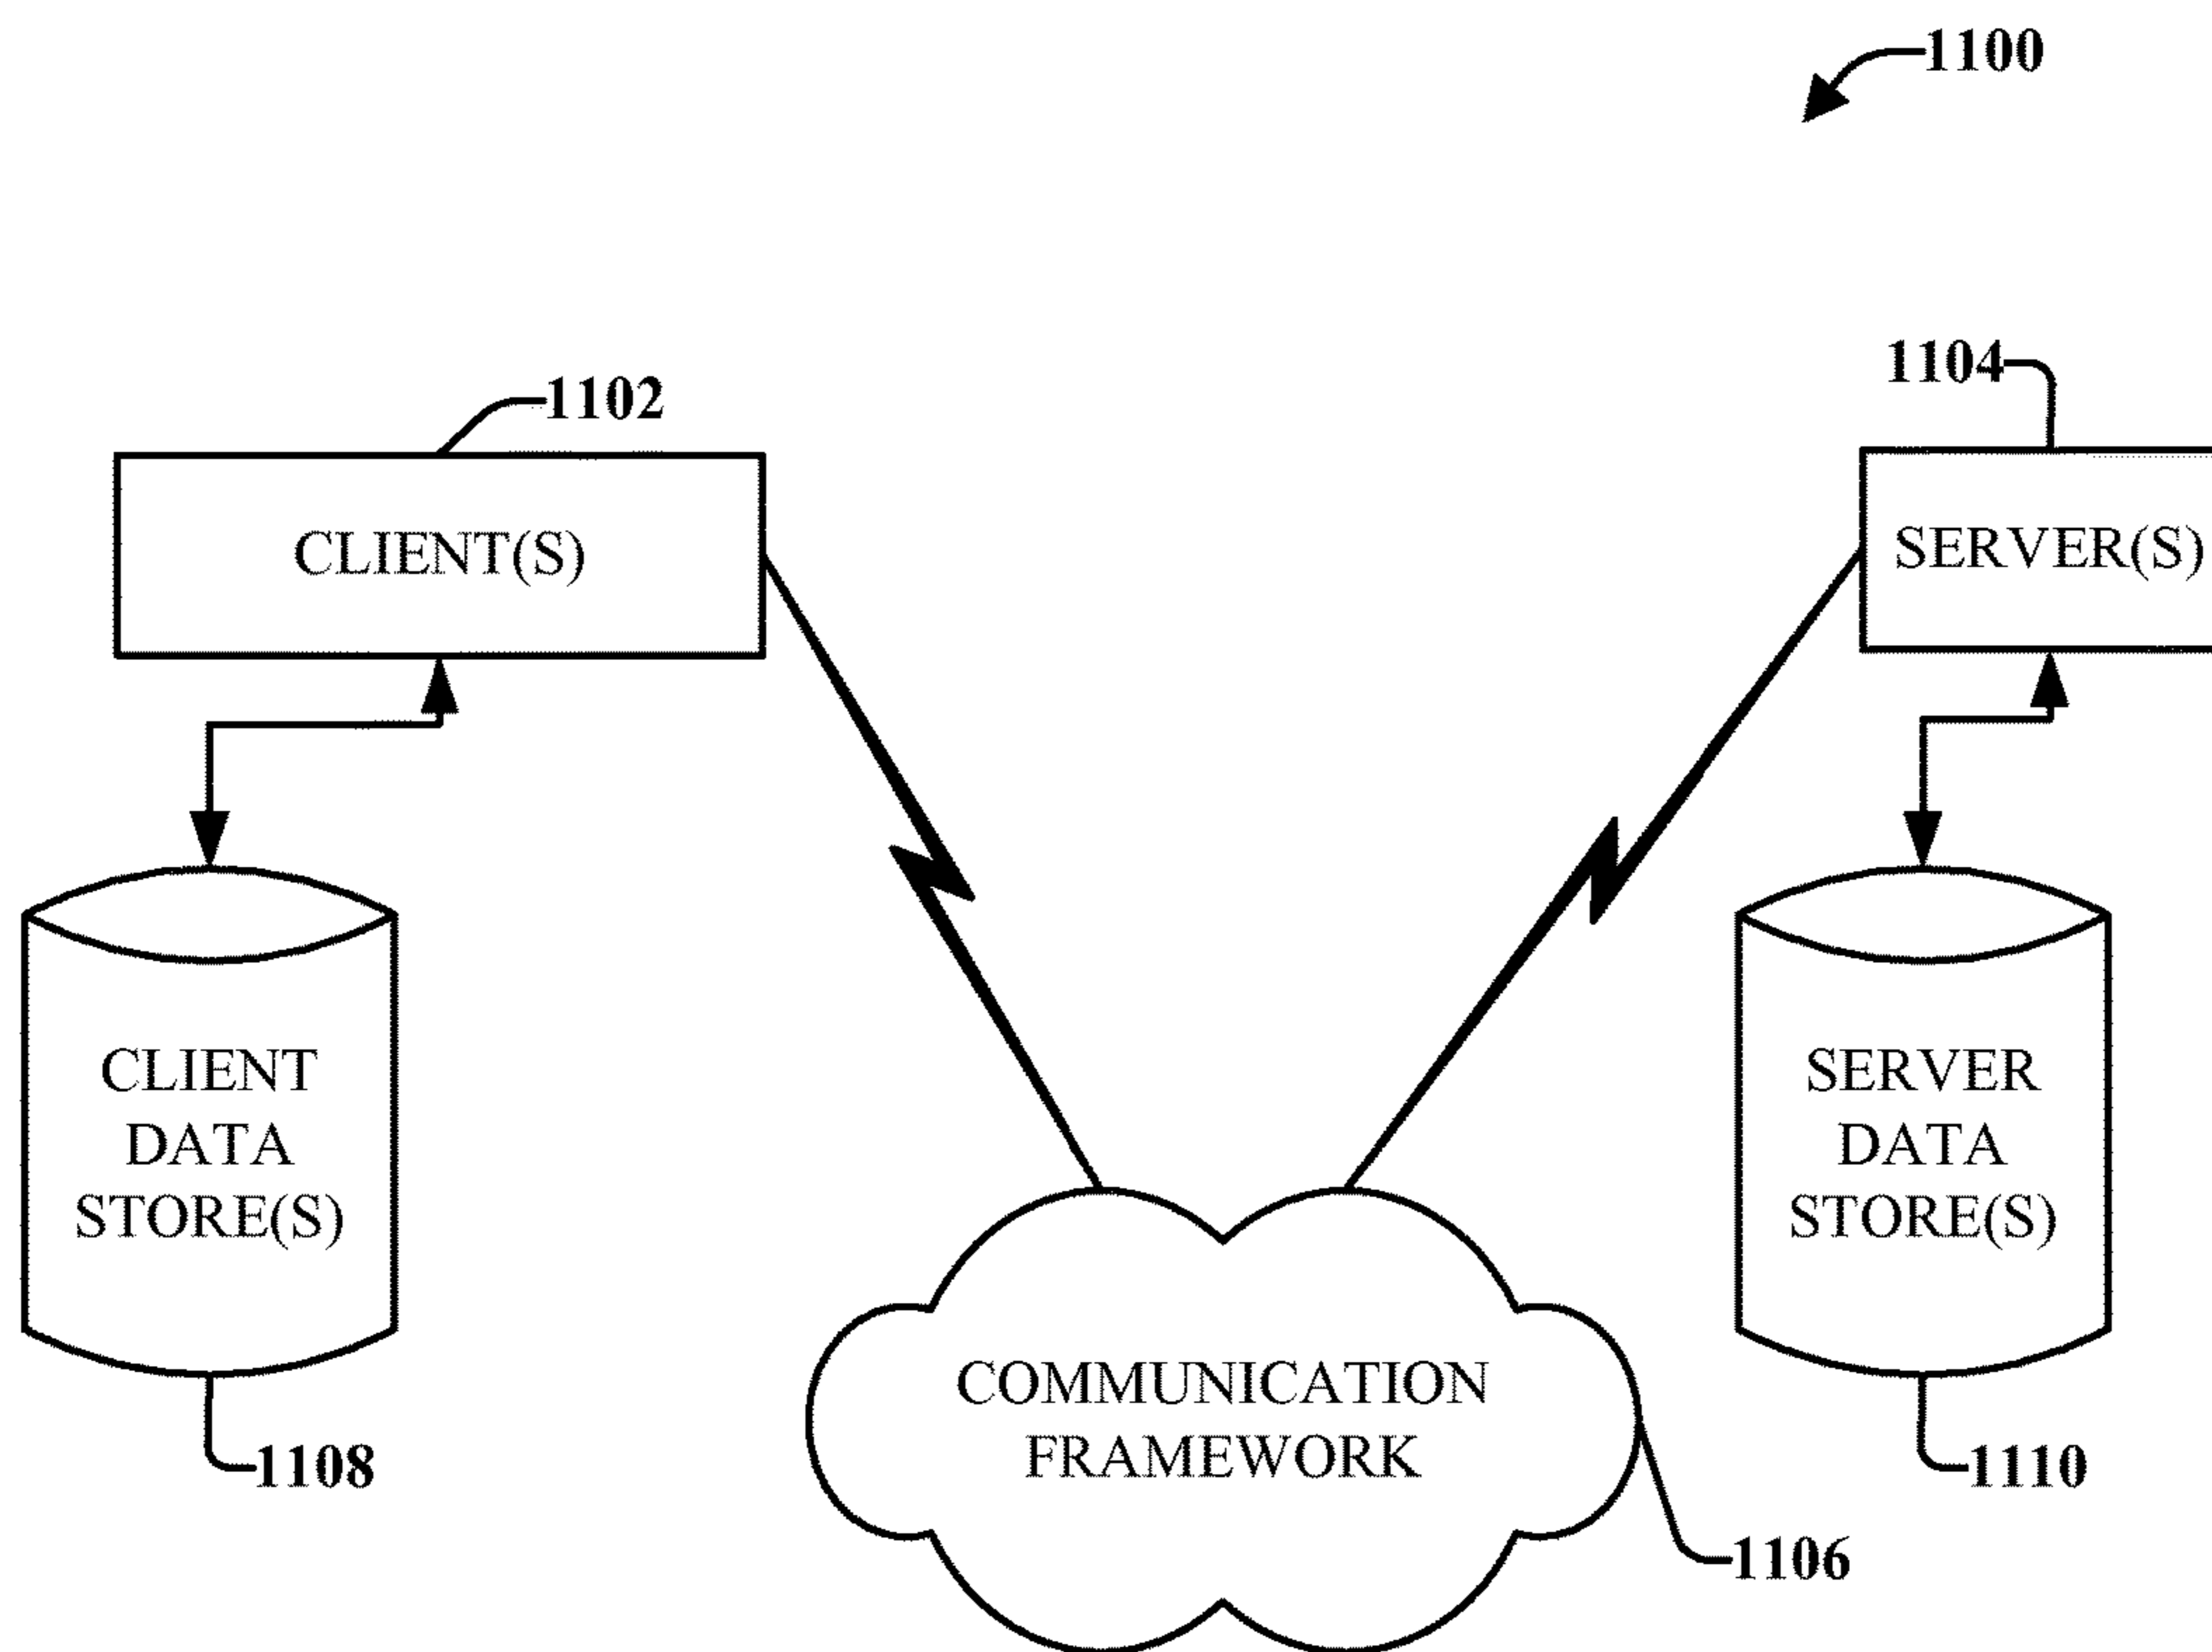 1100
1102
1104
CLIENT(S)
SERVER(S)
CLIENT
DATA
STORE(S)
SERVER
DATA
STORE(S)
COMMUNICATION
FRAMEWORK
1108
1110
1106